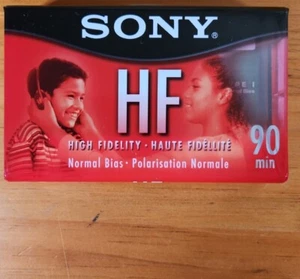 SONY®
HF
HIGH FIDELITY · HAUTE FIDÉLITÉ
90
min
Normal Bias · Polarisation Normale